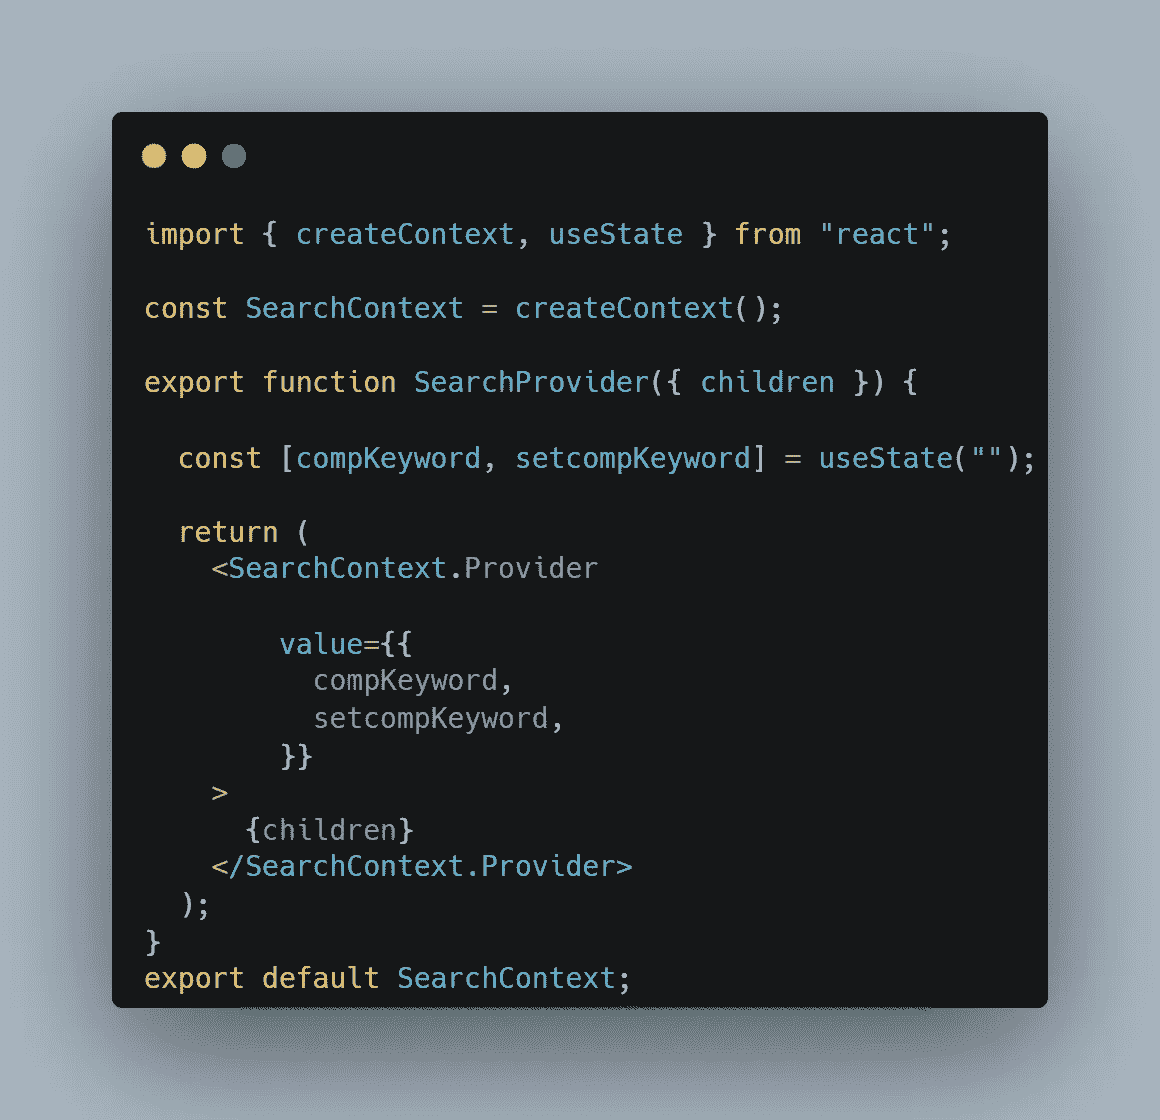 import { createContext, useState } from "react";
const SearchContext = createContext();
export function SearchProvider({ children }) {
const [compKeyword, setcompKeyword] = useState("");
return (
<SearchContext.Provider
value={{
compKeyword,
setcompKeyword,
}}
>
{children}
</SearchContext.Provider>
);
}
export default SearchContext;